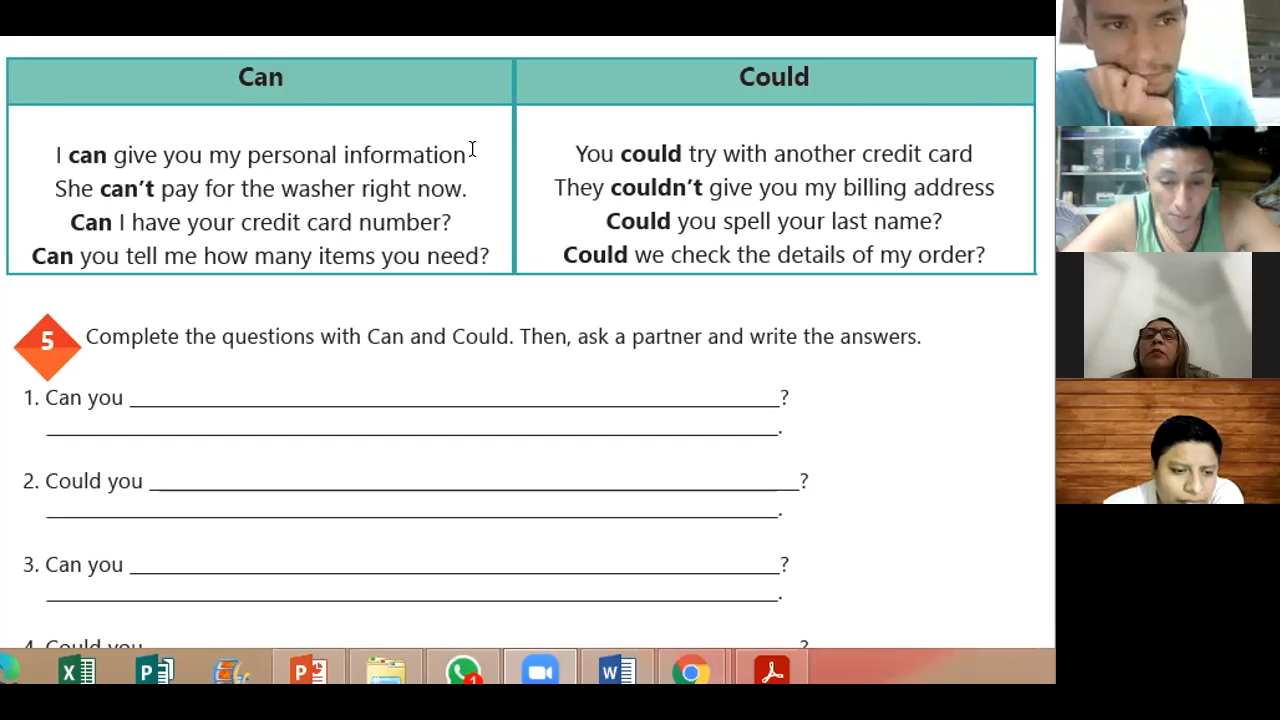 Can
Could
I can give you my personal information
She can't pay for the washer right now.
Can I have your credit card number?
Can you tell me how many items you need?
You could try with another credit card
They couldn't give you my billing address
Could you spell your last name?
Could we check the details of my order?
5 Complete the questions with Can and Could. Then, ask a partner and write the answers.
1. Can you ?
.
2. Could you ?
.
3. Can you ?
.
4. Could you ?
X P P 1 W